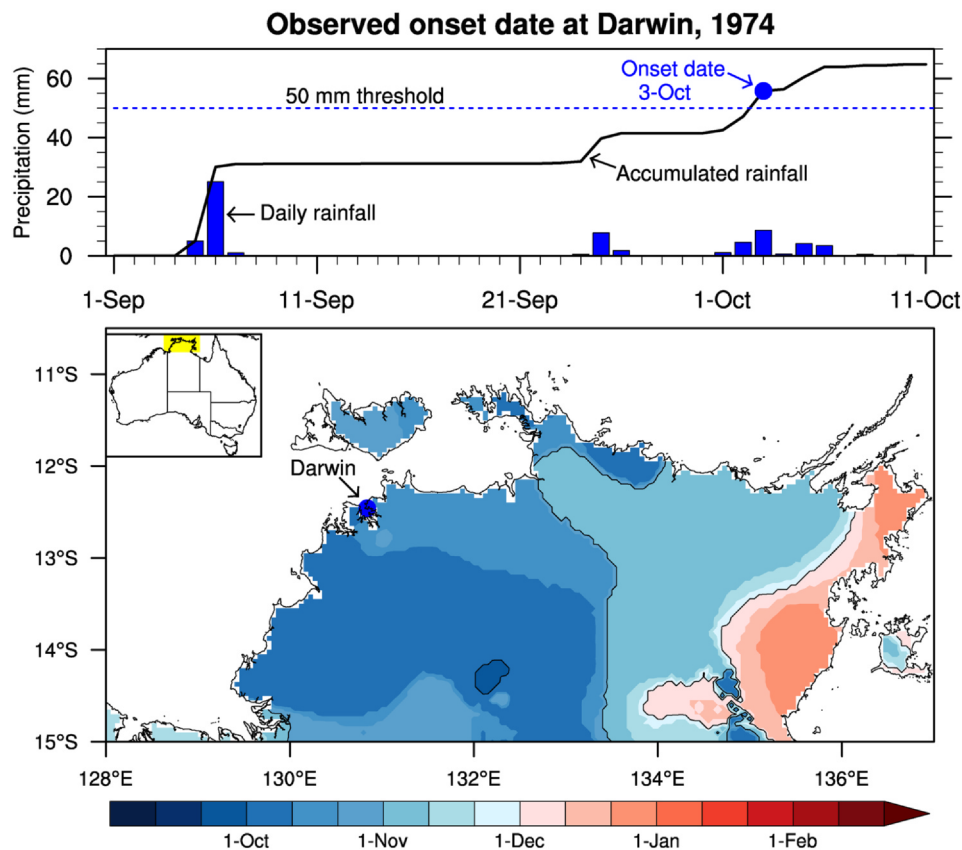 Observed onset date at Darwin, 1974
Precipitation (mm)
60
40
20
0
50 mm threshold
Onset date
3-Oct
Accumulated rainfall
Daily rainfall
1-Sep 11-Sep 21-Sep 1-Oct 11-Oct
11°S
12°S
13°S
14°S
15°S
Darwin
128°E 130°E 132°E 134°E 136°E
1-Oct 1-Nov 1-Dec 1-Jan 1-Feb